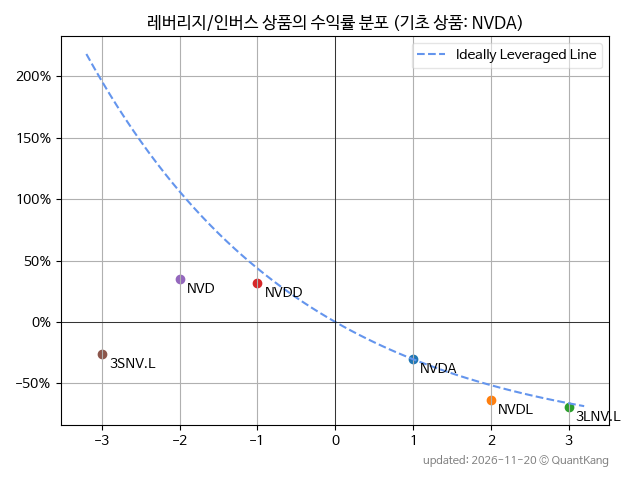 레버리지/인버스 상품의 수익률 분포 (기초 상품: NVDA)
Ideally Leveraged Line
200%
150%
100%
50%
0%
−50%
NVD
NVDD
3SNV.L
NVDA
NVDL
3LNV.L
−3 −2 −1 0 1 2 3
updated: 2026-11-20 © QuantKang